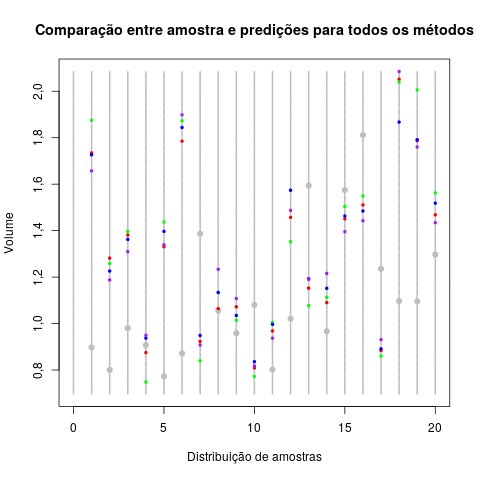 Comparação entre amostra e predições para todos os métodos
Volume
2,0
1,8
1,6
1,4
1,2
1,0
0,8
0 5 10 15 20
Distribuição de amostras